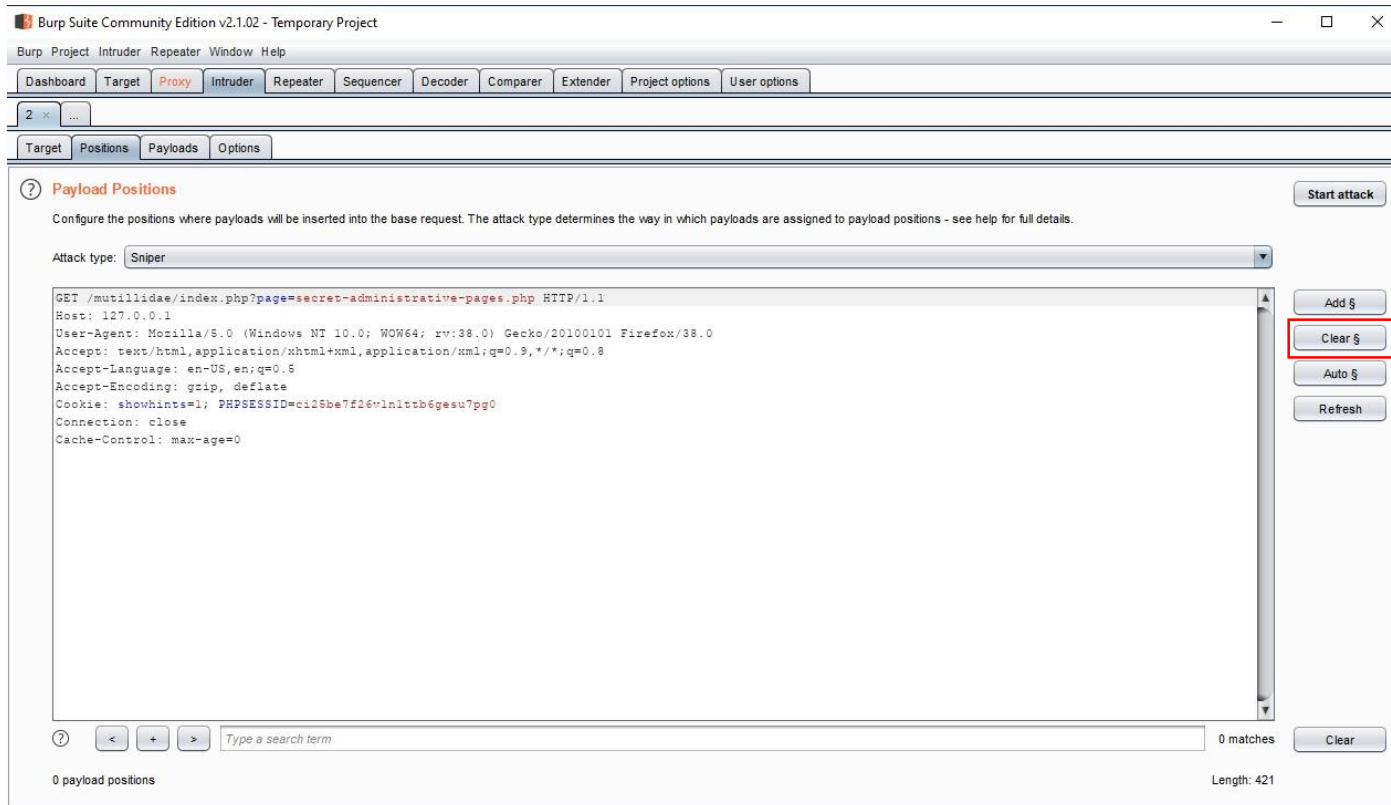 Burp Suite Community Edition v2.1.02 - Temporary Project
Burp Project Intruder Repeater Window Help
Dashboard Target Proxy Intruder Repeater Sequencer Decoder Comparer Extender Project options User options
2 × ...
Target Positions Payloads Options
? Payload Positions
Start attack
Configure the positions where payloads will be inserted into the base request. The attack type determines the way in which payloads are assigned to payload positions - see help for full details.
Attack type: Sniper
GET /mutillidae/index.php?page=secret-administrative-pages.php HTTP/1.1
Host: 127.0.0.1
User-Agent: Mozilla/5.0 (Windows NT 10.0; WOW64; rv:38.0) Gecko/20100101 Firefox/38.0
Accept: text/html,application/xhtml+xml,application/xml;q=0.9,*/*;q=0.8
Accept-Language: en-US,en;q=0.5
Accept-Encoding: gzip, deflate
Cookie: showhints=1; PHPSESSID=ci25be7f26v1n1ttb6gesu7pg0
Connection: close
Cache-Control: max-age=0
Add §
Clear §
Auto §
Refresh
? < + > Type a search term 0 matches Clear
0 payload positions Length: 421